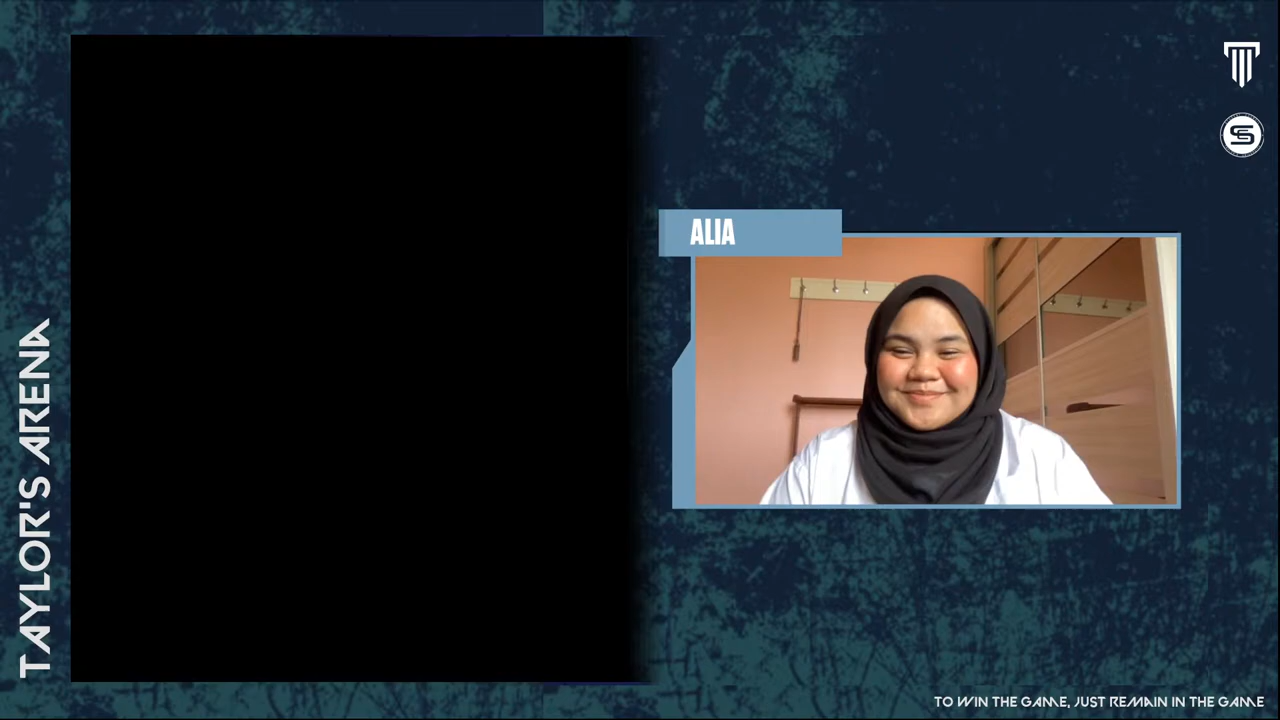 TAYLOR'S ARENA
ALIA
TO WIN THE GAME, JUST REMAIN IN THE GAME